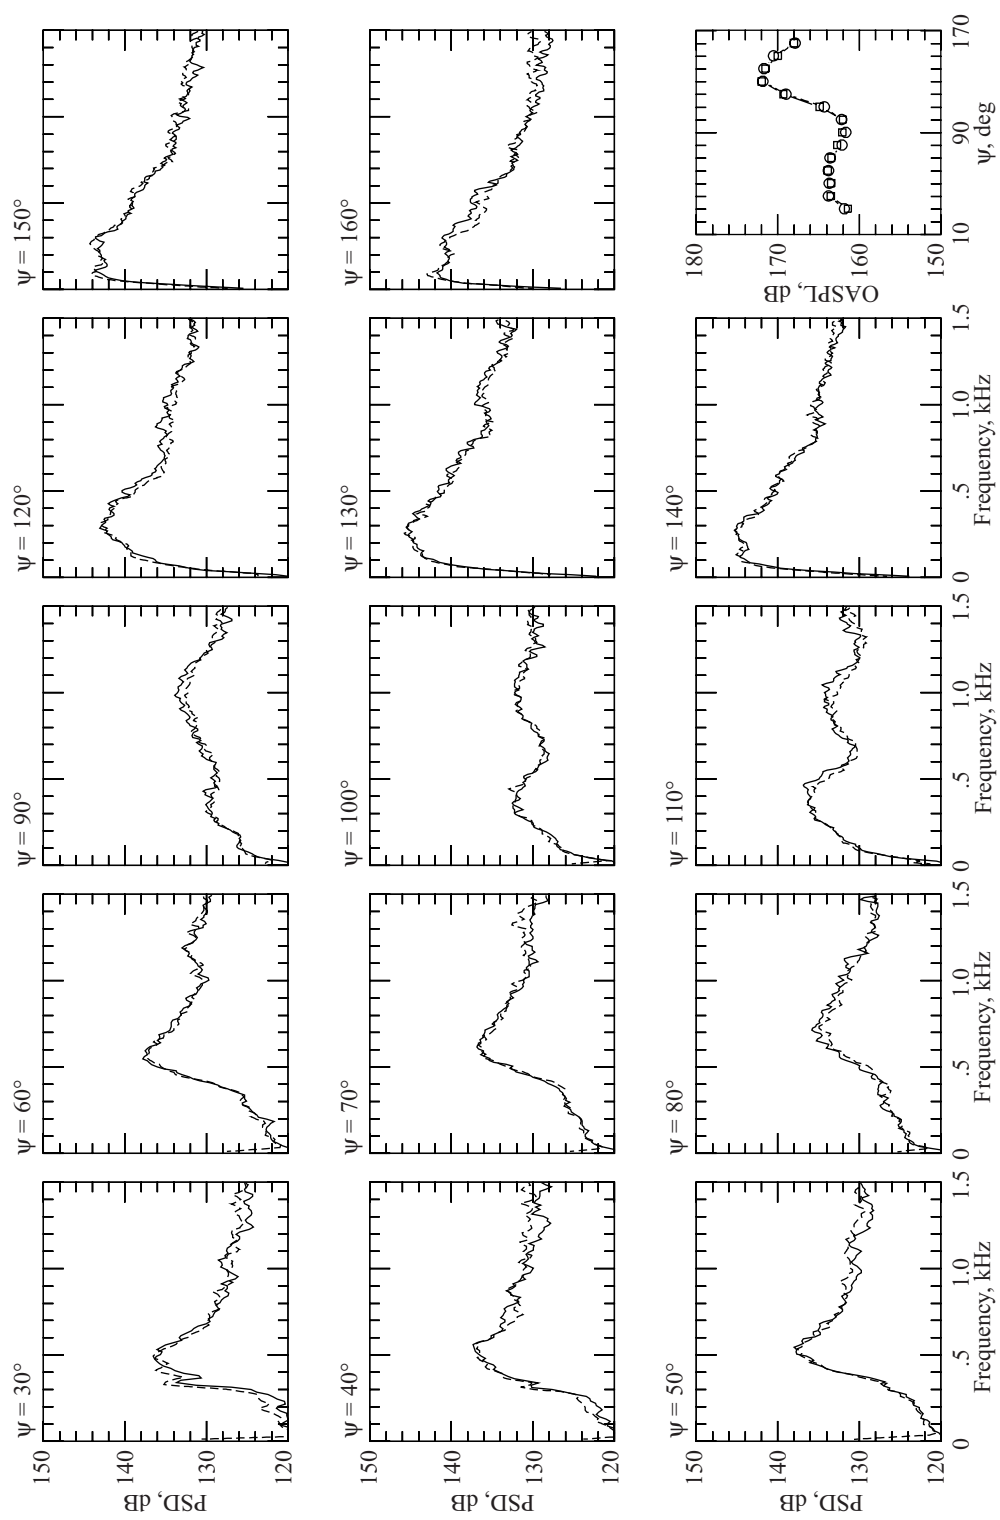 ψ = 30°
ψ = 60°
ψ = 90°
ψ = 120°
ψ = 150°
150
140
130
120
PSD, dB
ψ = 40°
ψ = 70°
ψ = 100°
ψ = 130°
ψ = 160°
150
140
130
120
PSD, dB
ψ = 50°
ψ = 80°
ψ = 110°
ψ = 140°
150
140
130
120
PSD, dB
180
170
160
150
OASPL, dB
0 .5 1.0 1.5
Frequency, kHz
0 .5 1.0 1.5
Frequency, kHz
0 .5 1.0 1.5
Frequency, kHz
0 .5 1.0 1.5
Frequency, kHz
10 90 170
ψ, deg